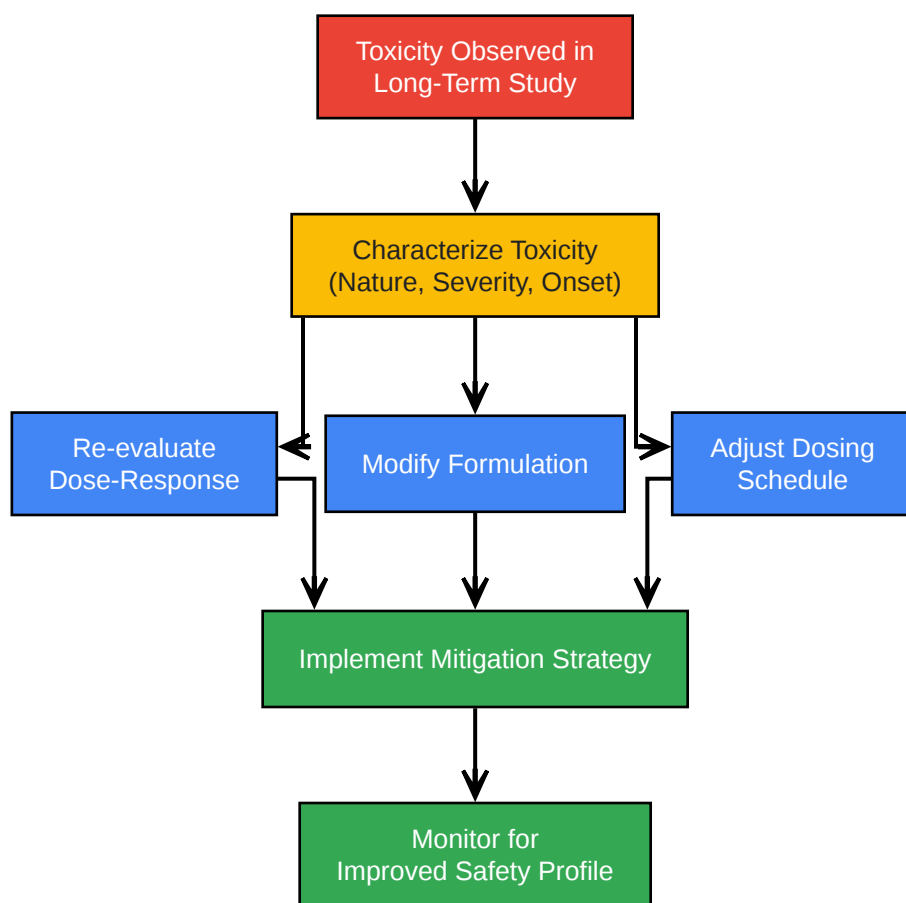 Toxicity Observed in
Long-Term Study
Characterize Toxicity
(Nature, Severity, Onset)
Re-evaluate
Dose-Response
Modify Formulation
Adjust Dosing
Schedule
Implement Mitigation Strategy
Monitor for
Improved Safety Profile